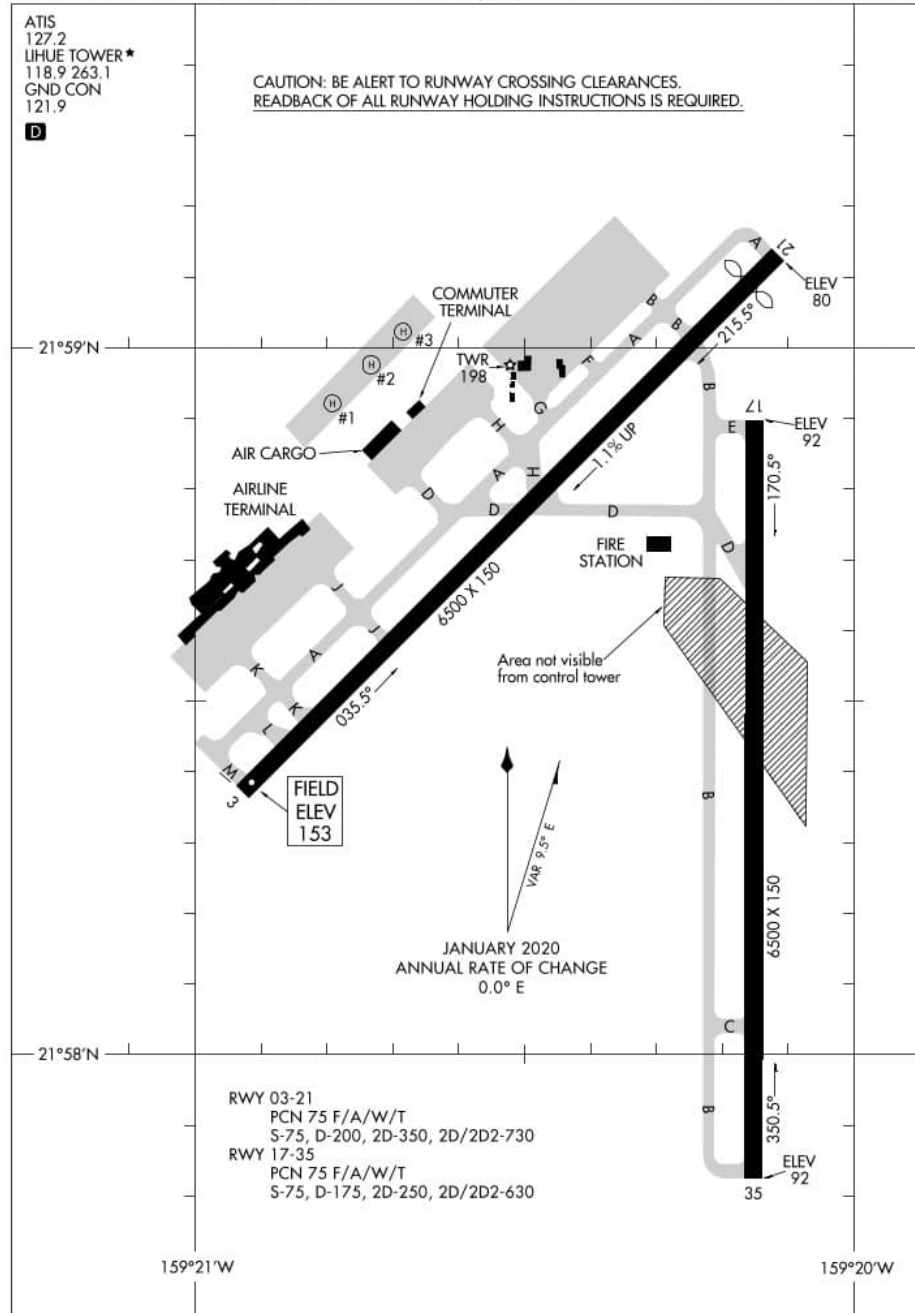 ATIS
127.2
LIHUE TOWER★
118.9 263.1
GND CON
121.9
D
CAUTION: BE ALERT TO RUNWAY CROSSING CLEARANCES.
READBACK OF ALL RUNWAY HOLDING INSTRUCTIONS IS REQUIRED.
A
21
ELEV
80
COMMUTER
TERMINAL
B
B
215.5°
21°59'N
H
#3
H
#2
H
#1
TWR
198
F
A
B
G
H
17
E
ELEV
92
AIR CARGO
1.1% UP
A
H
170.5°
AIRLINE
TERMINAL
D
D
D
D
FIRE
STATION
6500 X 150
J
J
A
K
K
L
M
3
035.5°
Area not visible
from control tower
FIELD
ELEV
153
B
VAR 9.5° E
6500 X 150
JANUARY 2020
ANNUAL RATE OF CHANGE
0.0° E
C
21°58'N
RWY 03-21
PCN 75 F/A/W/T
S-75, D-200, 2D-350, 2D/2D2-730
RWY 17-35
PCN 75 F/A/W/T
S-75, D-175, 2D-250, 2D/2D2-630
B
350.5°
ELEV
92
35
159°21'W
159°20'W